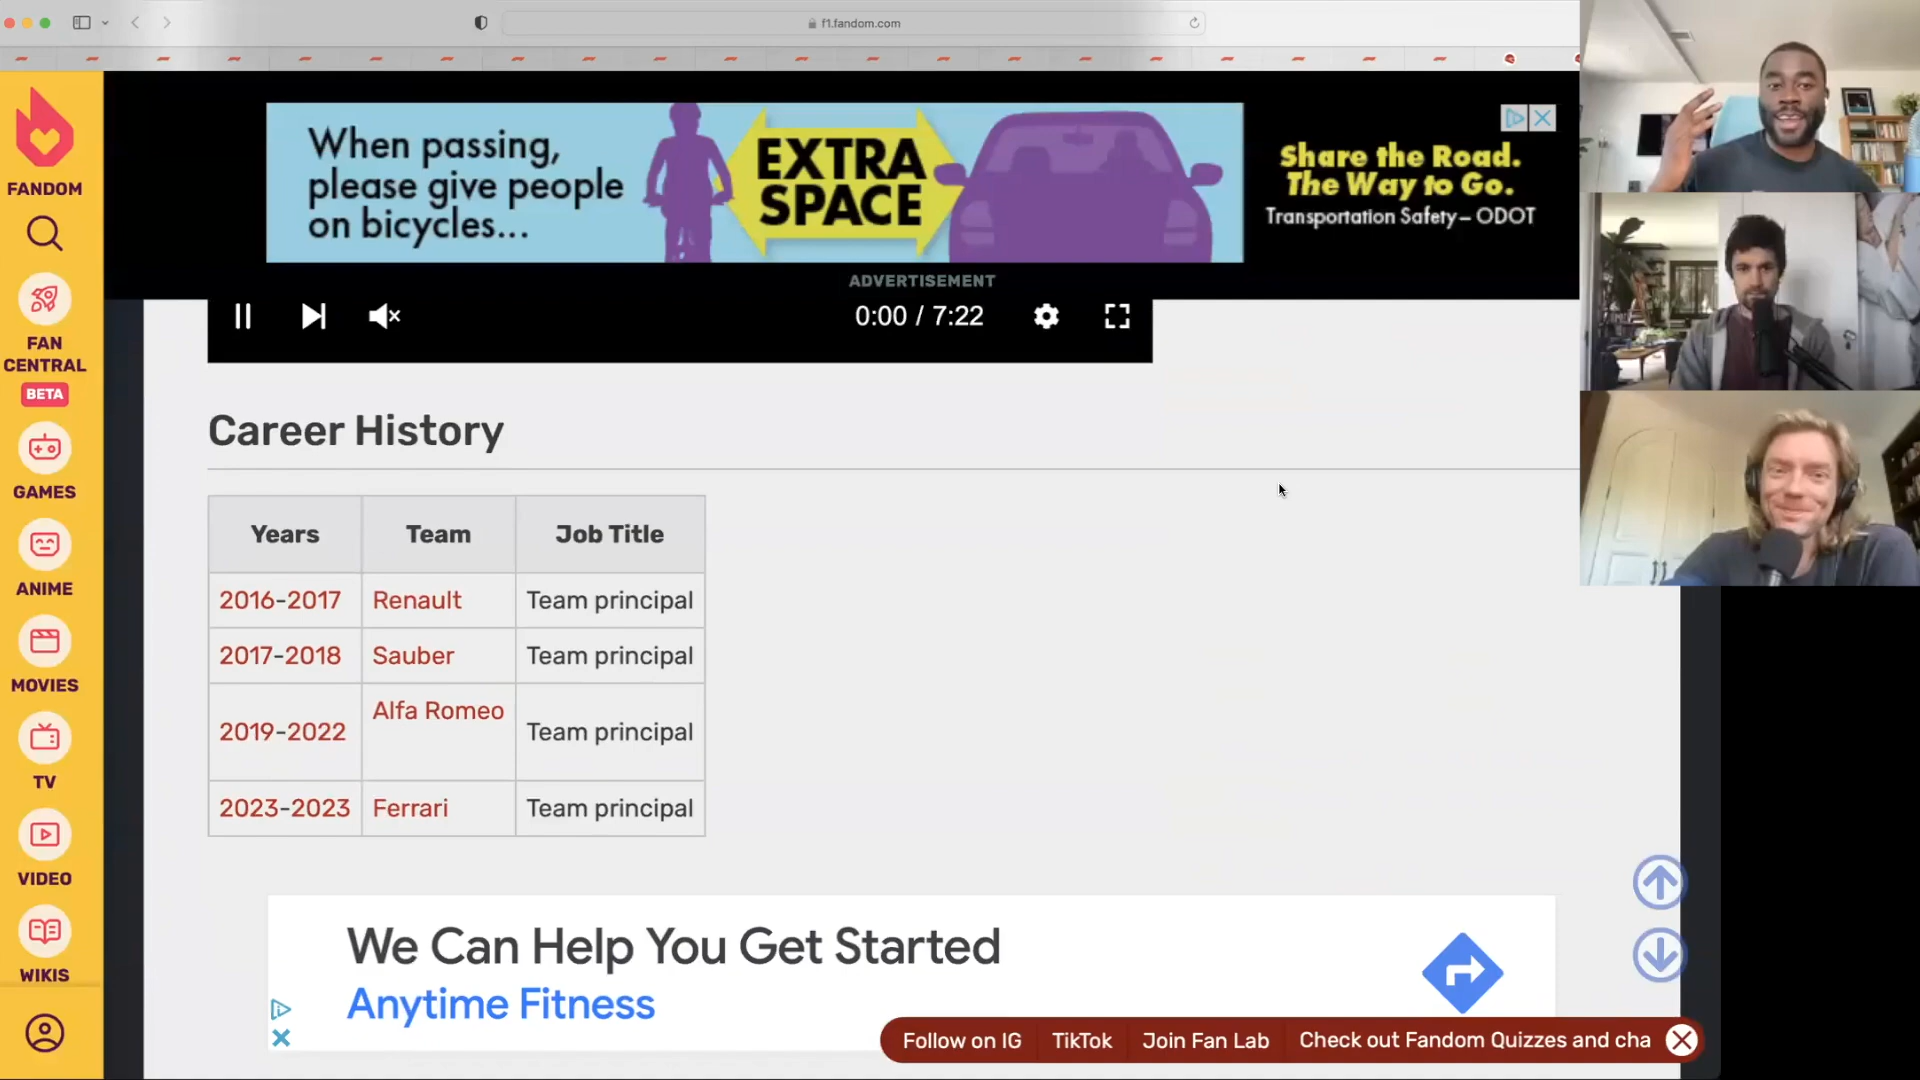 f1.fandom.com
FANDOM
FAN
CENTRAL
BETA
GAMES
ANIME
MOVIES
TV
VIDEO
WIKIS
When passing,
please give people
on bicycles...
EXTRA
SPACE
Share the Road.
The Way to Go.
Transportation Safety – ODOT
ADVERTISEMENT
0:00 / 7:22
Career History
Years Team Job Title
2016-2017 Renault Team principal
2017-2018 Sauber Team principal
2019-2022 Alfa Romeo Team principal
2023-2023 Ferrari Team principal
We Can Help You Get Started
Anytime Fitness
Follow on IG TikTok Join Fan Lab Check out Fandom Quizzes and cha